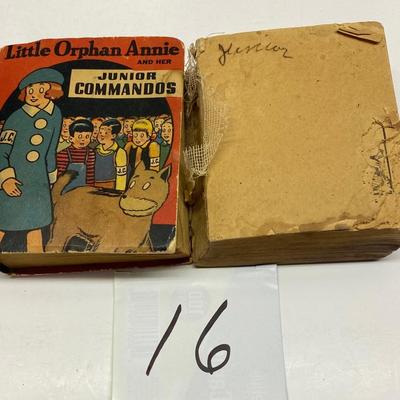 Little Orphan Annie
AND HER
JUNIOR
COMMANDOS
J.C.
16